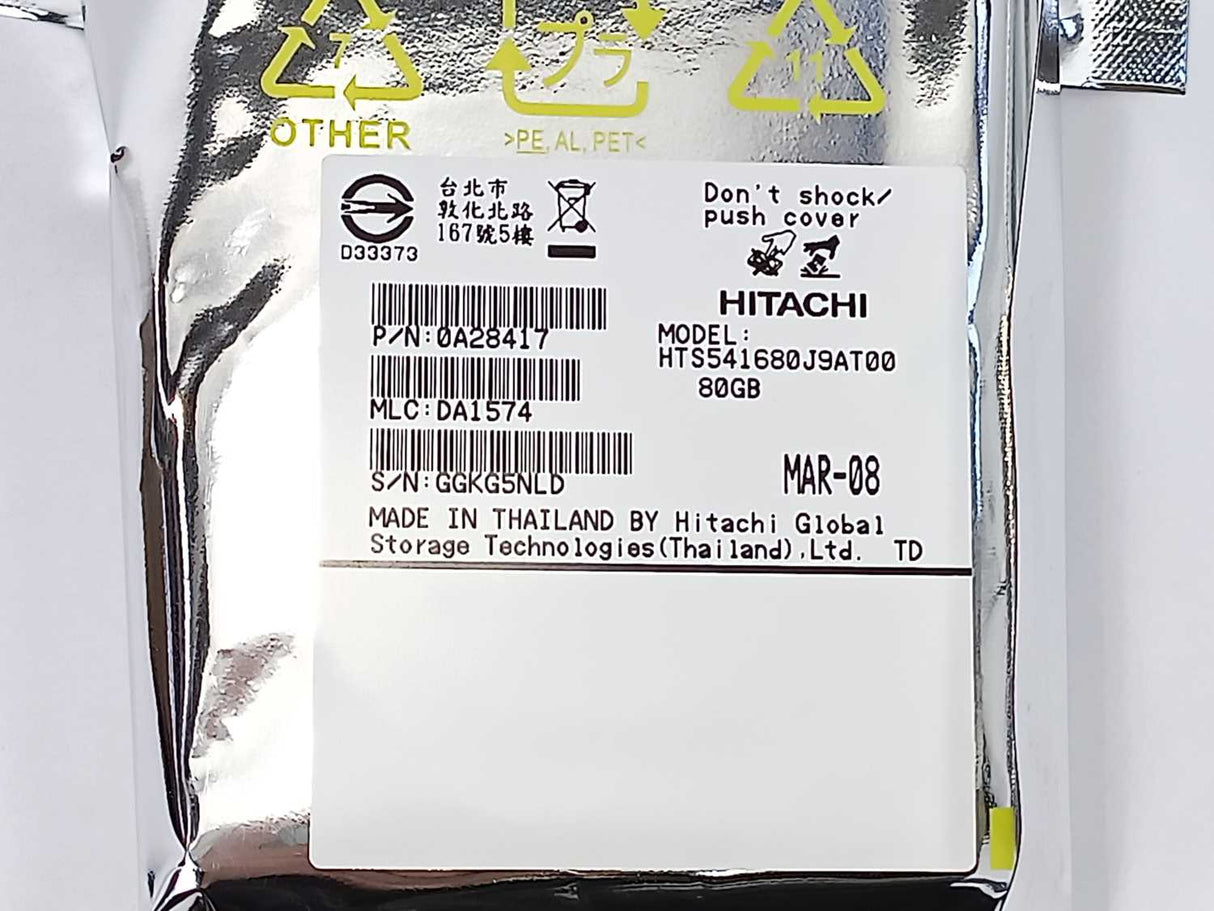 7
プラ
11
OTHER
>PE, AL, PET<
台北市
敦化北路
167號5樓
D33373
Don't shock/
push cover
HITACHI
P/N:0A28417
MODEL:
HTS541680J9AT00
80GB
MLC:DA1574
S/N:GGKG5NLD
MAR-08
MADE IN THAILAND BY Hitachi Global
Storage Technologies(Thailand),Ltd. TD